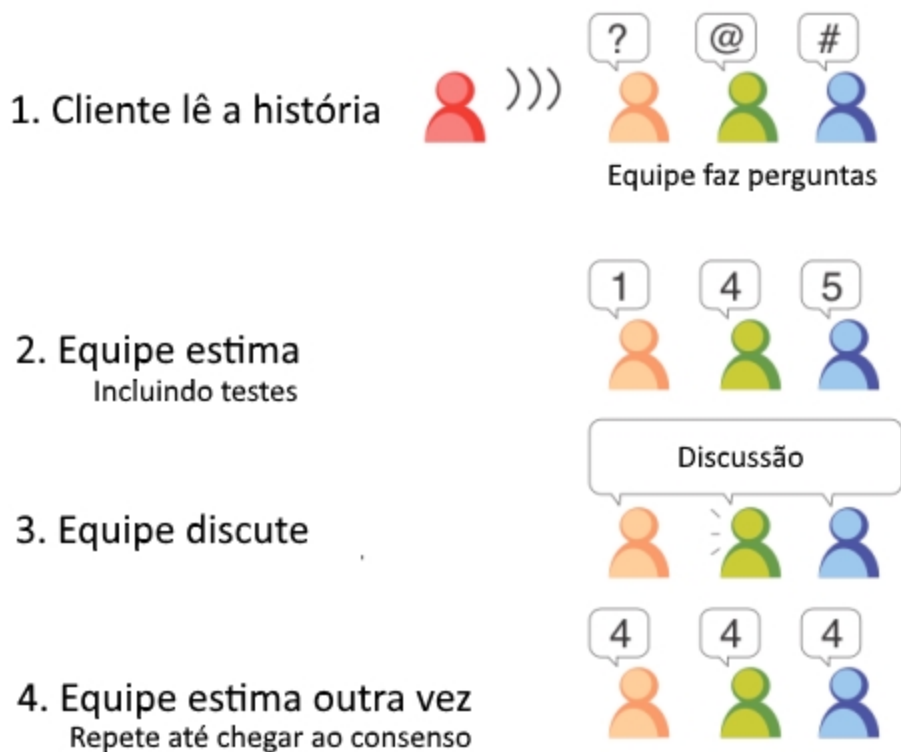 ? @ #
1. Cliente lê a história
Equipe faz perguntas
1 4 5
2. Equipe estima
Incluindo testes
Discussão
3. Equipe discute
4 4 4
4. Equipe estima outra vez
Repete até chegar ao consenso